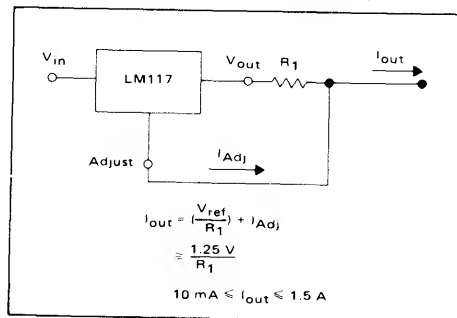 V_in
LM117
V_out
R_1
I_out
Adjust
I_Adj
I_out = (V_ref / R_1) + I_Adj
≅ 1.25 V / R_1
10 mA ⩽ I_out ⩽ 1.5 A